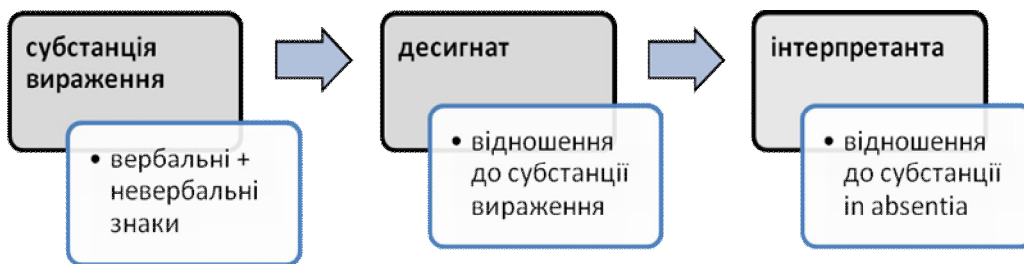 субстанція
вираження
• вербальні +
невербальні
знаки
десигнат
• відношення
до субстанції
вираження
інтерпретанта
• відношення
до субстанції
in absentia